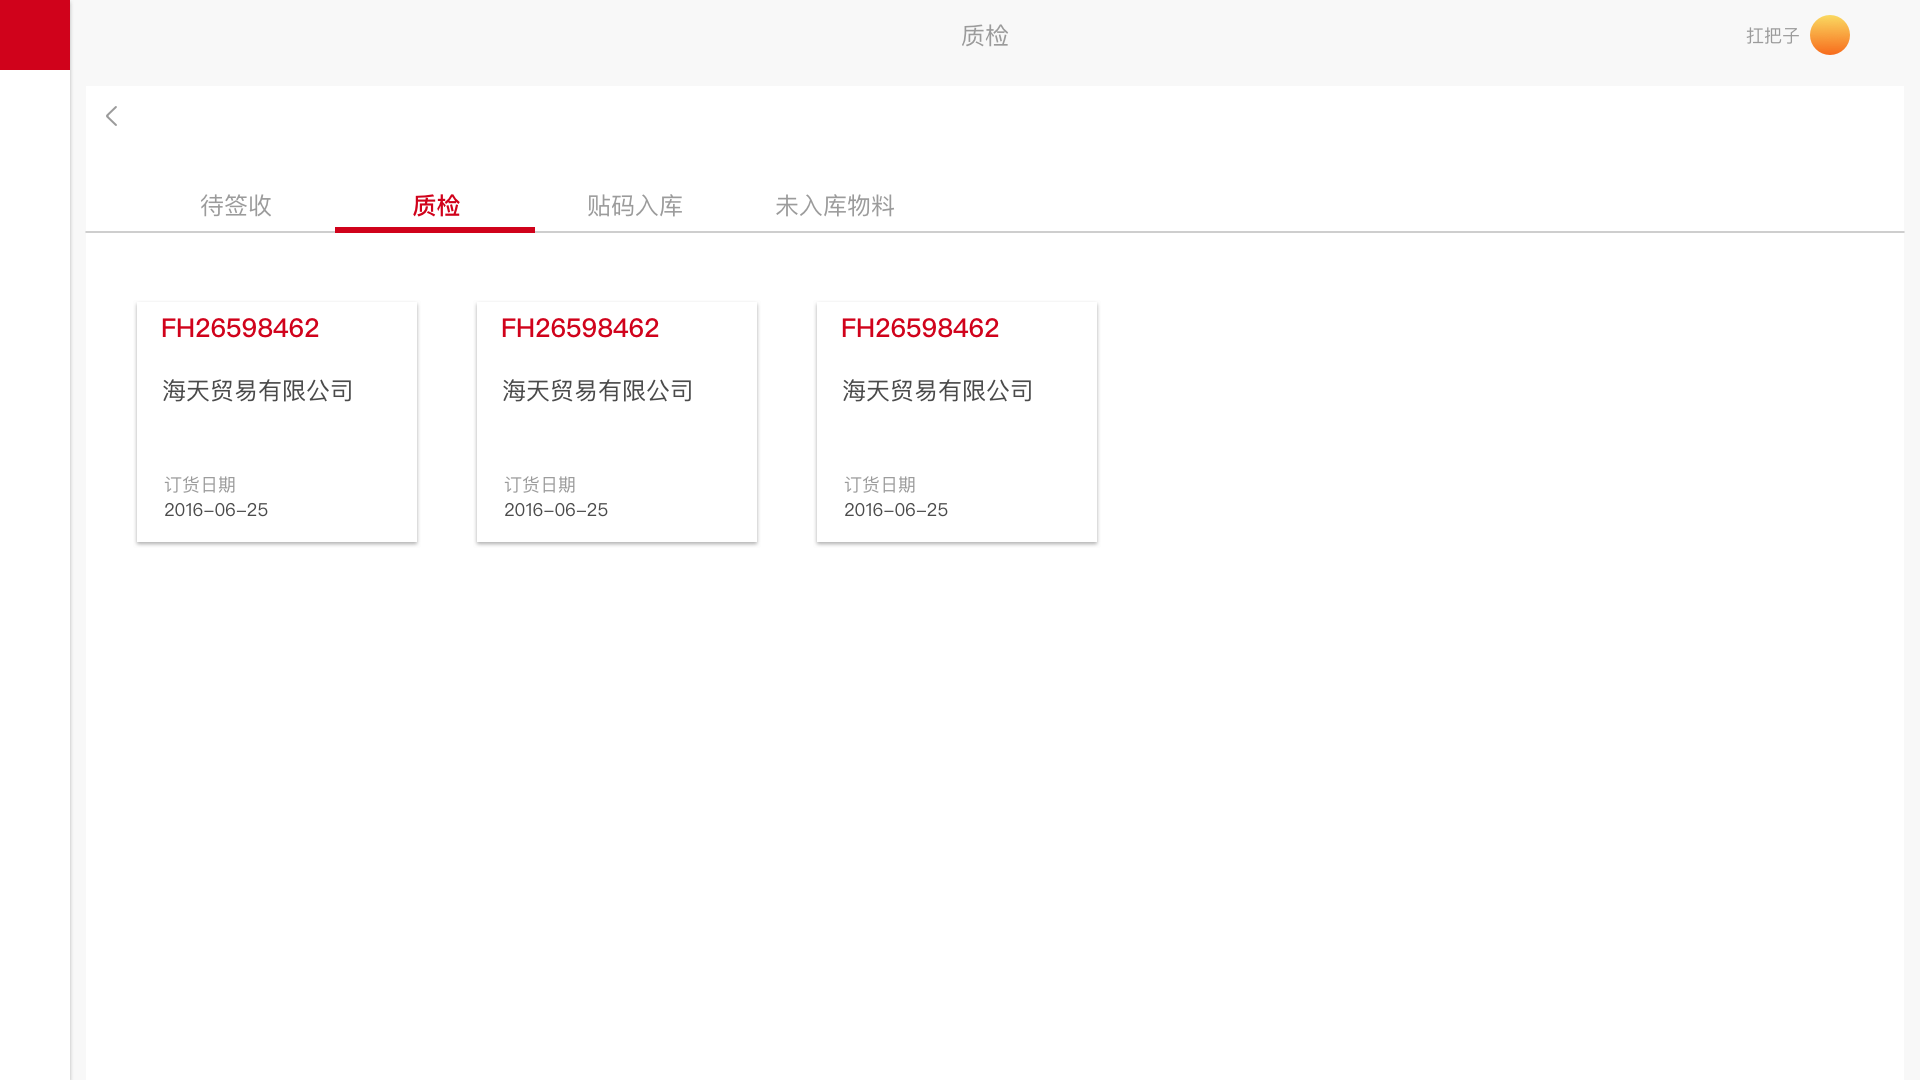 质检
扛把子
待签收
质检
贴码入库
未入库物料
FH26598462
海天贸易有限公司
订货日期
2016-06-25
FH26598462
海天贸易有限公司
订货日期
2016-06-25
FH26598462
海天贸易有限公司
订货日期
2016-06-25